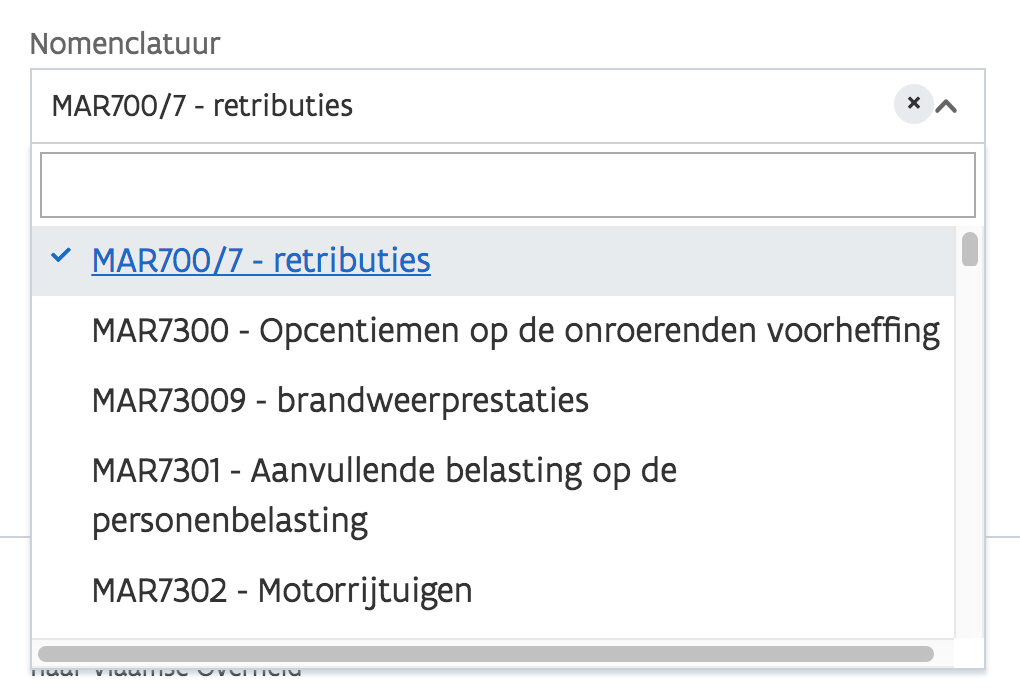 Nomenclatuur
MAR700/7 - retributies
MAR700/7 - retributies
MAR7300 - Opcentiemen op de onroerenden voorheffing
MAR73009 - brandweerprestaties
MAR7301 - Aanvullende belasting op de
personenbelasting
MAR7302 - Motorrijtuigen
naar Vlaamse Overheid